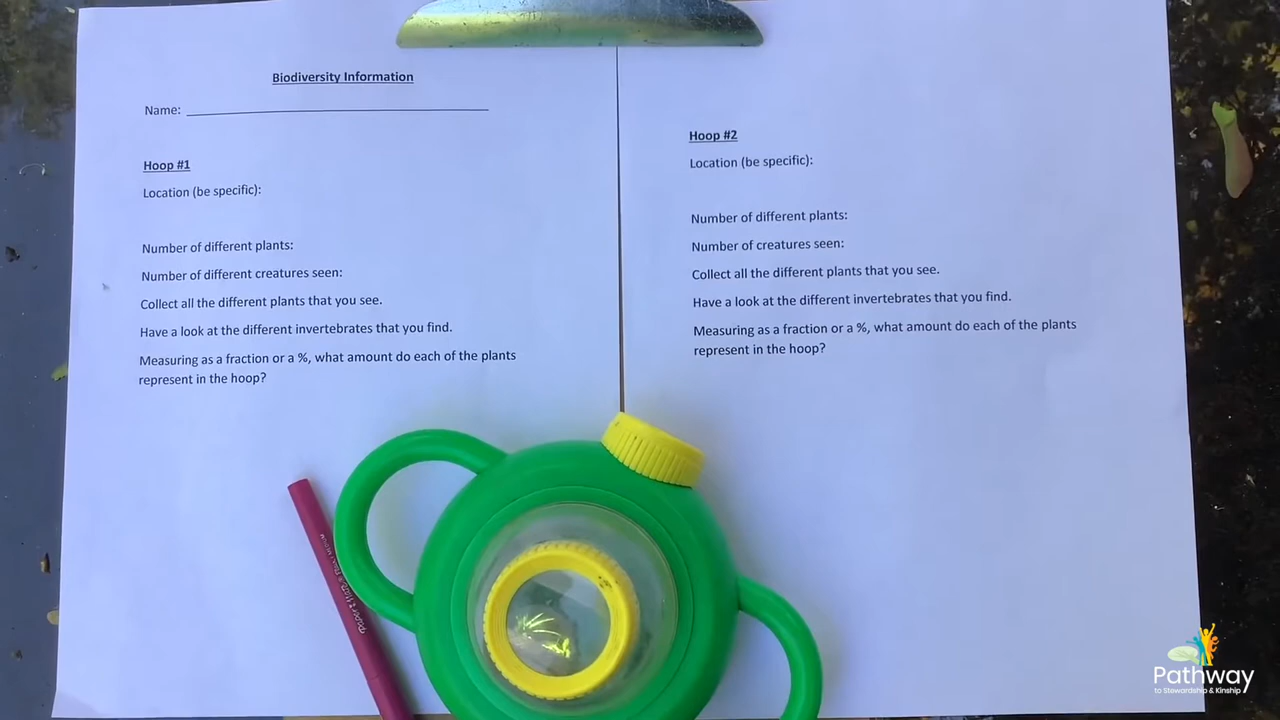 Biodiversity Information
Name:
Hoop #1
Location (be specific):
Number of different plants:
Number of different creatures seen:
Collect all the different plants that you see.
Have a look at the different invertebrates that you find.
Measuring as a fraction or a %, what amount do each of the plants
represent in the hoop?
Hoop #2
Location (be specific):
Number of different plants:
Number of creatures seen:
Collect all the different plants that you see.
Have a look at the different invertebrates that you find.
Measuring as a fraction or a %, what amount do each of the plants
represent in the hoop?
Pathway
to Stewardship & Kinship